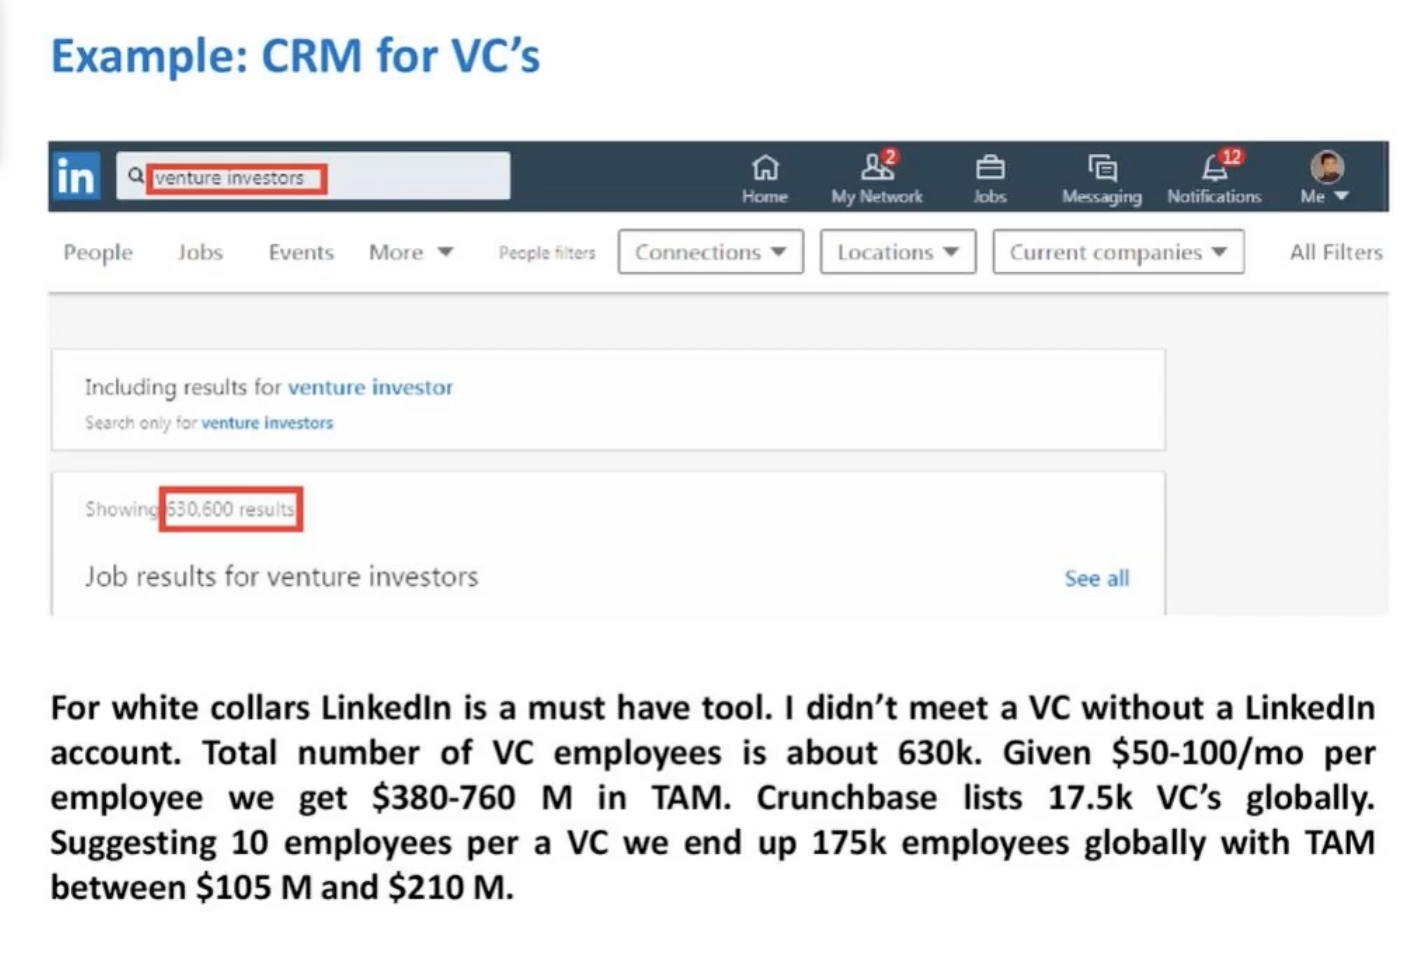 Example: CRM for VC's
in
venture investors
2
12
Home
My Network
Jobs
Messaging
Notifications
Me
People
Jobs
Events
More
People filters
Connections
Locations
Current companies
All Filters
Including results for venture investor
Search only for venture investors
Showing 630,600 results
Job results for venture investors
See all
For white collars LinkedIn is a must have tool. I didn't meet a VC without a LinkedIn
account. Total number of VC employees is about 630k. Given $50-100/mo per
employee we get $380-760 M in TAM. Crunchbase lists 17.5k VC's globally.
Suggesting 10 employees per a VC we end up 175k employees globally with TAM
between $105 M and $210 M.